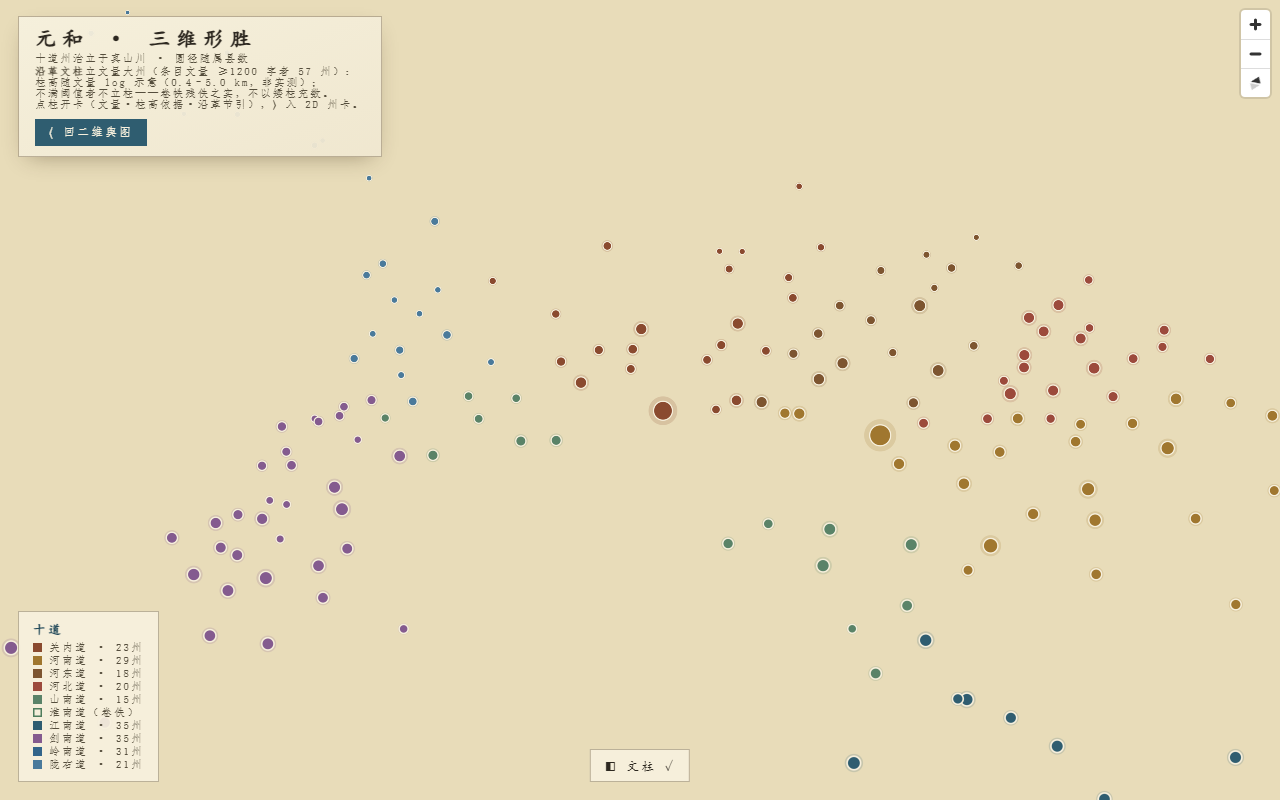 元和 · 三维形胜
十道州治立于真山川 · 圆径随属县数
沿革文柱立文量大州（条目文量 ≥1200 字者 57 州）：
柱高随文量 log 示意（0.4–5.0 km，非实测）；
不满阈值者不立柱——卷帙残佚之实，不以矮柱充数。
点柱开卡（文量·柱高依据·沿革节引），⟩ 入 2D 州卡。
⟨ 回二维舆图
+
−
十道
关内道 · 23州
河南道 · 29州
河东道 · 18州
河北道 · 20州
山南道 · 15州
淮南道（卷佚）
江南道 · 35州
剑南道 · 35州
岭南道 · 31州
陇右道 · 21州
◧ 文柱 ✓